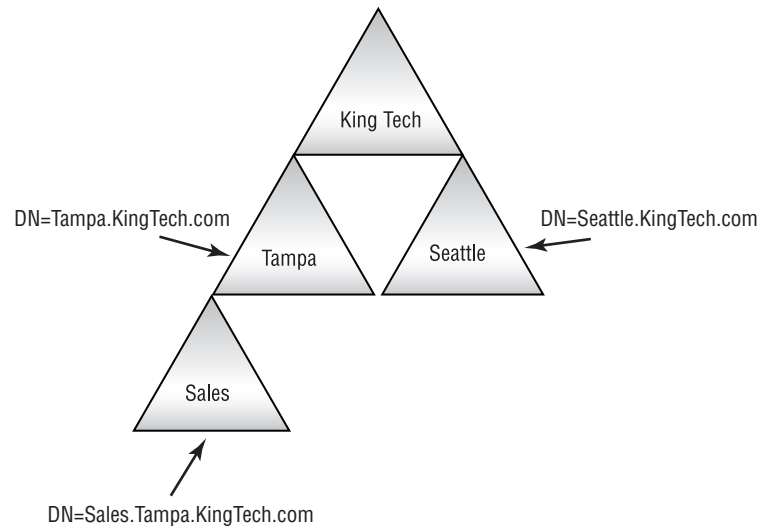 King Tech
DN=Tampa.KingTech.com
DN=Seattle.KingTech.com
Tampa
Seattle
Sales
DN=Sales.Tampa.KingTech.com